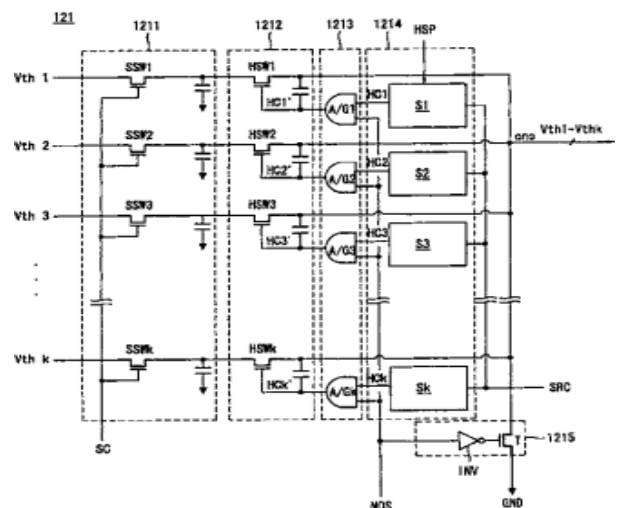 121
1211
1212
1213
1214
HSP
Vth 1
SSW1
HSW1
HC1'
A/G1
HC1
S1
Vth 2
SSW2
HSW2
HC2'
A/G2
HC2
S2
ano
Vth1-Vthk
Vth 3
SSW3
HSW3
HC3'
A/G3
HC3
S3
Vth k
SSWk
HSWk
HCk'
A/Gk
HCk
Sk
SRC
T
1215
INV
SC
MOS
GND